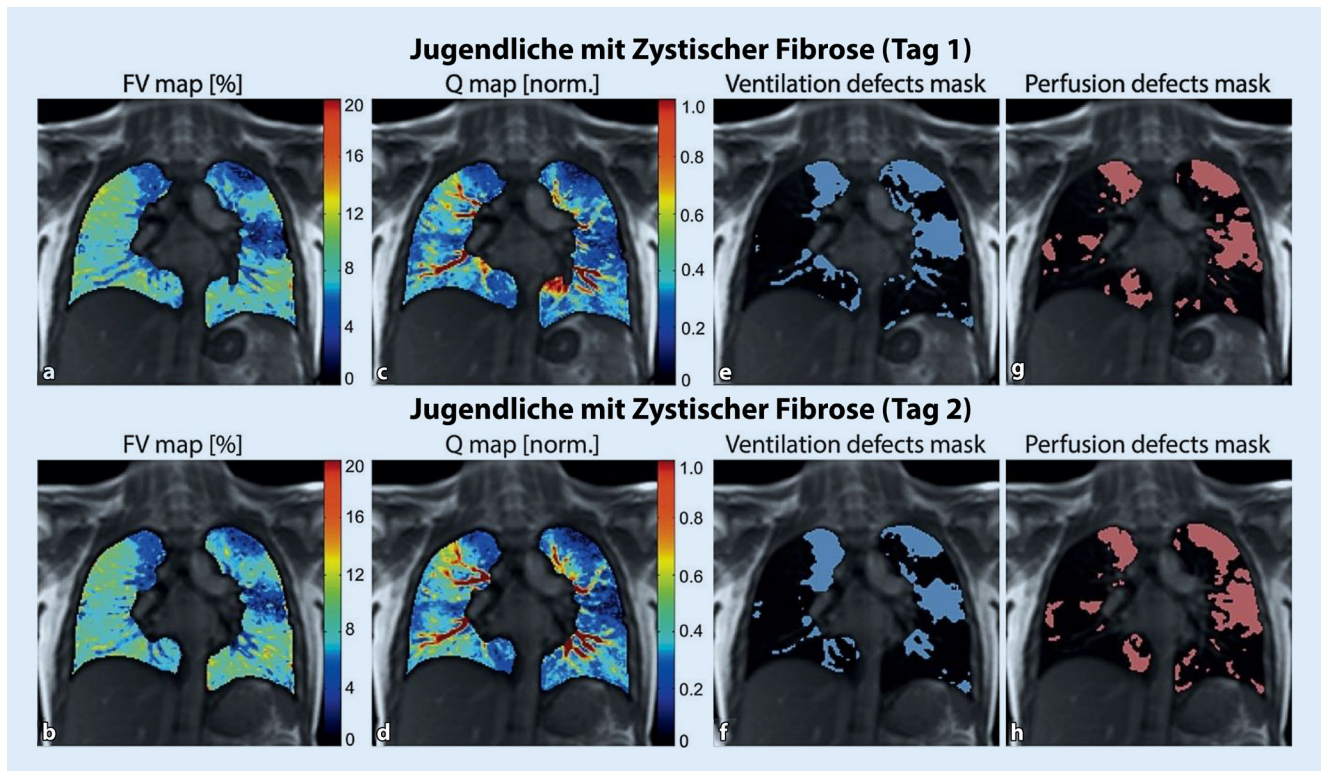 Jugendliche mit Zystischer Fibrose (Tag 1)
FV map [%] Q map [norm.] Ventilation defects mask Perfusion defects mask
20 1.0
16 0.8
12 0.6
8 0.4
4 0.2
0 0
a c e g
Jugendliche mit Zystischer Fibrose (Tag 2)
FV map [%] Q map [norm.] Ventilation defects mask Perfusion defects mask
20 1.0
16 0.8
12 0.6
8 0.4
4 0.2
0 0
b d f h